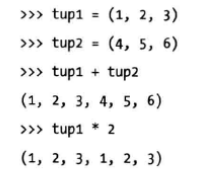 >>> tup1 = (1, 2, 3)
>>> tup2 = (4, 5, 6)
>>> tup1 + tup2
(1, 2, 3, 4, 5, 6)
>>> tup1 * 2
(1, 2, 3, 1, 2, 3)